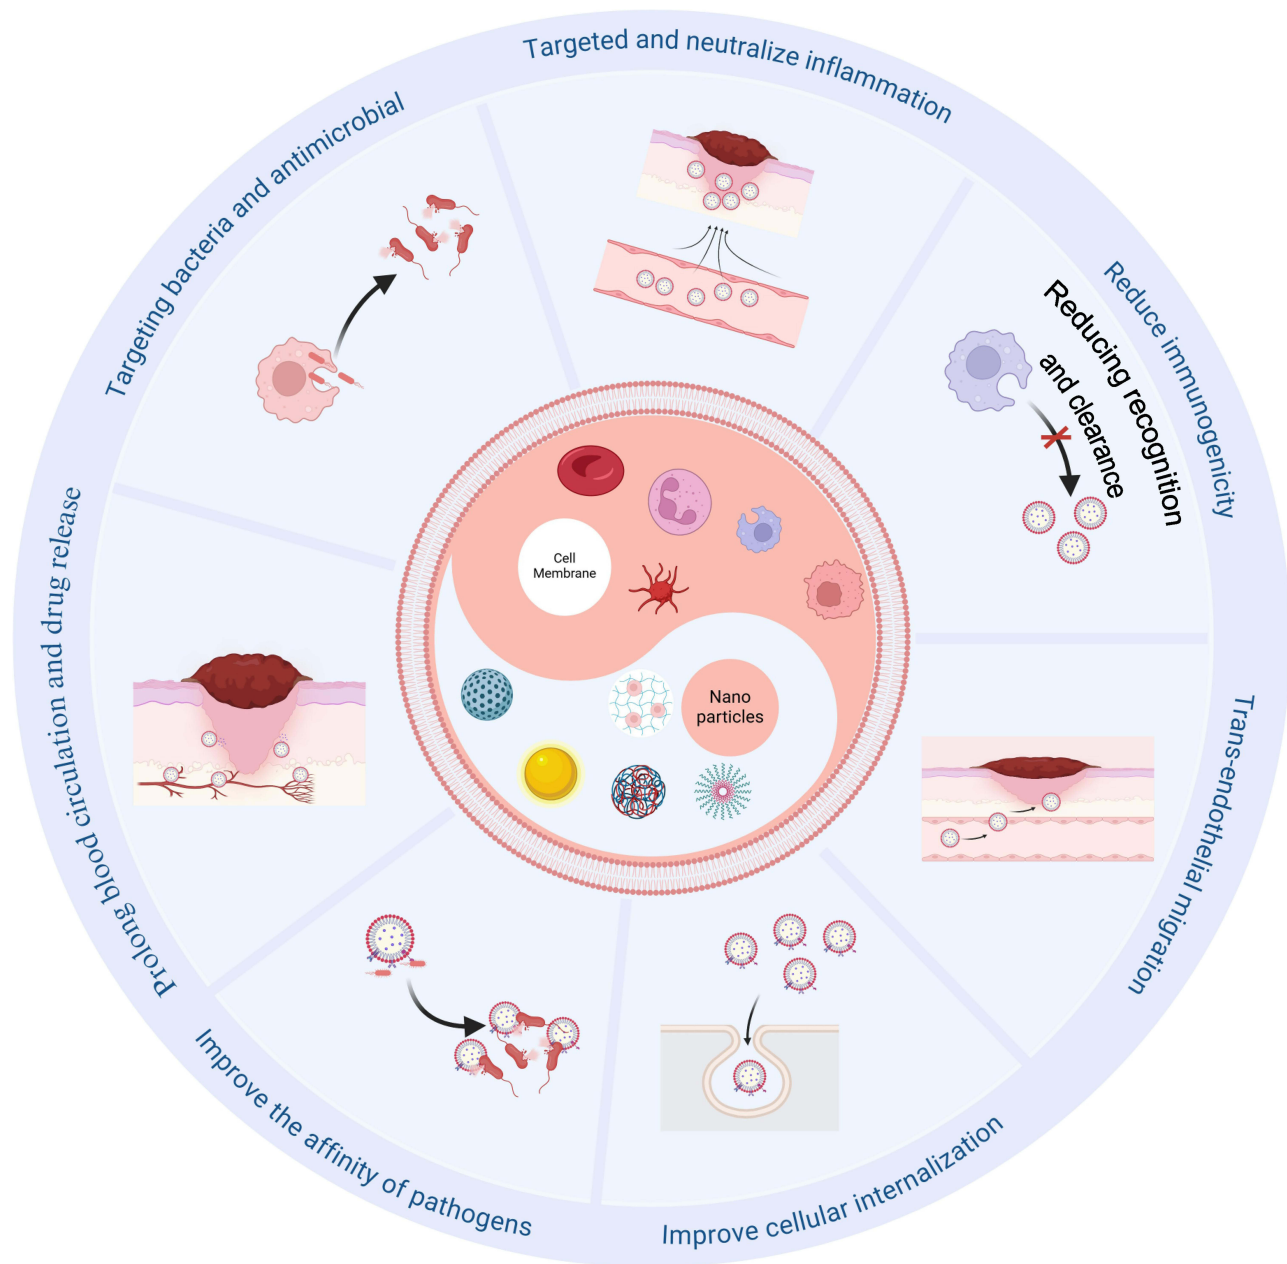 Targeted and neutralize inflammation
Reduce immunogenicity
Reducing recognition
and clearance
Trans-endothelial migration
Improve cellular internalization
Improve the affinity of pathogens
Prolong blood circulation and drug release
Targeting bacteria and antimicrobial
Cell
Membrane
Nano
particles